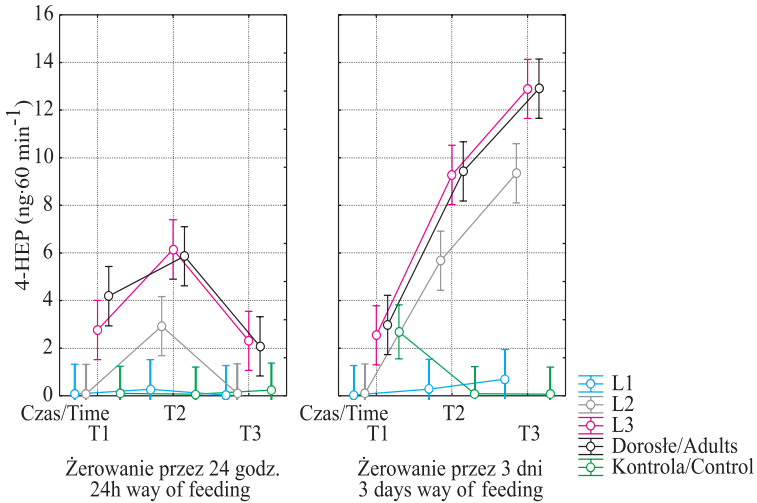 4-HEP (ng·60 min⁻¹)
16
14
12
10
8
6
4
2
0
Czas/Time
T1
T2
T3
Czas/Time
T1
T2
T3
Żerowanie przez 24 godz.
24h way of feeding
Żerowanie przez 3 dni
3 days way of feeding
L1
L2
L3
Dorosłe/Adults
Kontrola/Control